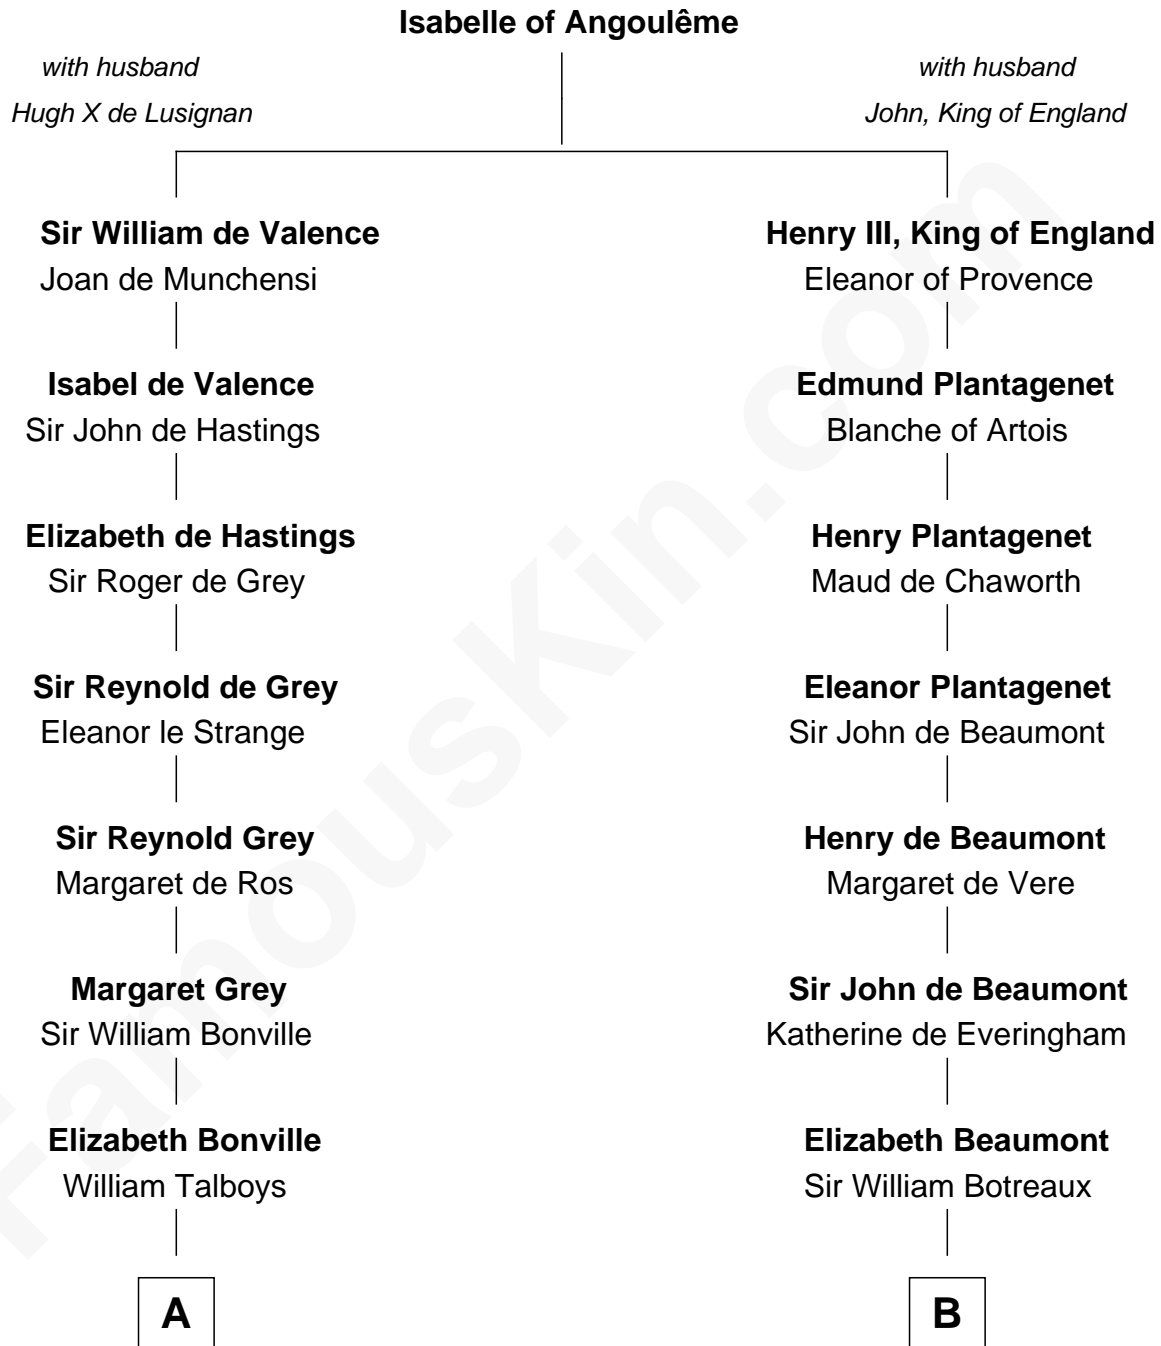 Isabelle of Angoulême
with husband
Hugh X de Lusignan
with husband
John, King of England
Sir William de Valence
Joan de Munchensi
Henry III, King of England
Eleanor of Provence
Isabel de Valence
Sir John de Hastings
Edmund Plantagenet
Blanche of Artois
Elizabeth de Hastings
Sir Roger de Grey
Henry Plantagenet
Maud de Chaworth
Sir Reynold de Grey
Eleanor le Strange
Eleanor Plantagenet
Sir John de Beaumont
Sir Reynold Grey
Margaret de Ros
Henry de Beaumont
Margaret de Vere
Margaret Grey
Sir William Bonville
Sir John de Beaumont
Katherine de Everingham
Elizabeth Bonville
William Talboys
Elizabeth Beaumont
Sir William Botreaux
A
B
FamousKin.com